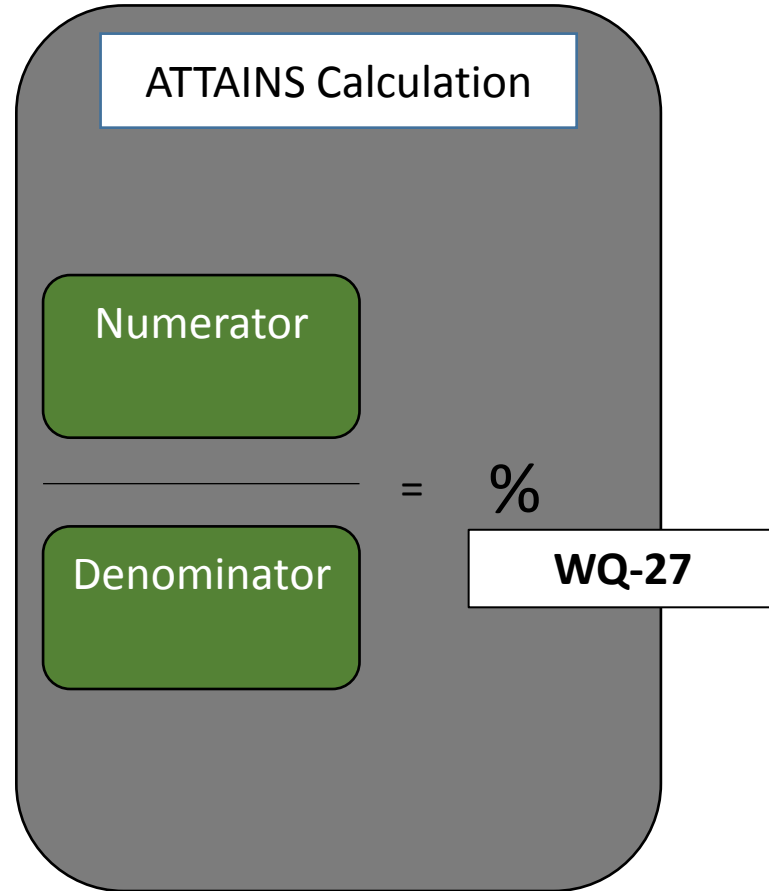 ATTAINS Calculation
Numerator
= %
Denominator
WQ-27